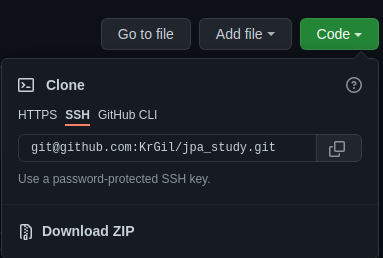 Go to file Add file Code
Clone
HTTPS SSH GitHub CLI
git@github.com:KrGil/jpa_study.git
Use a password-protected SSH key.
Download ZIP